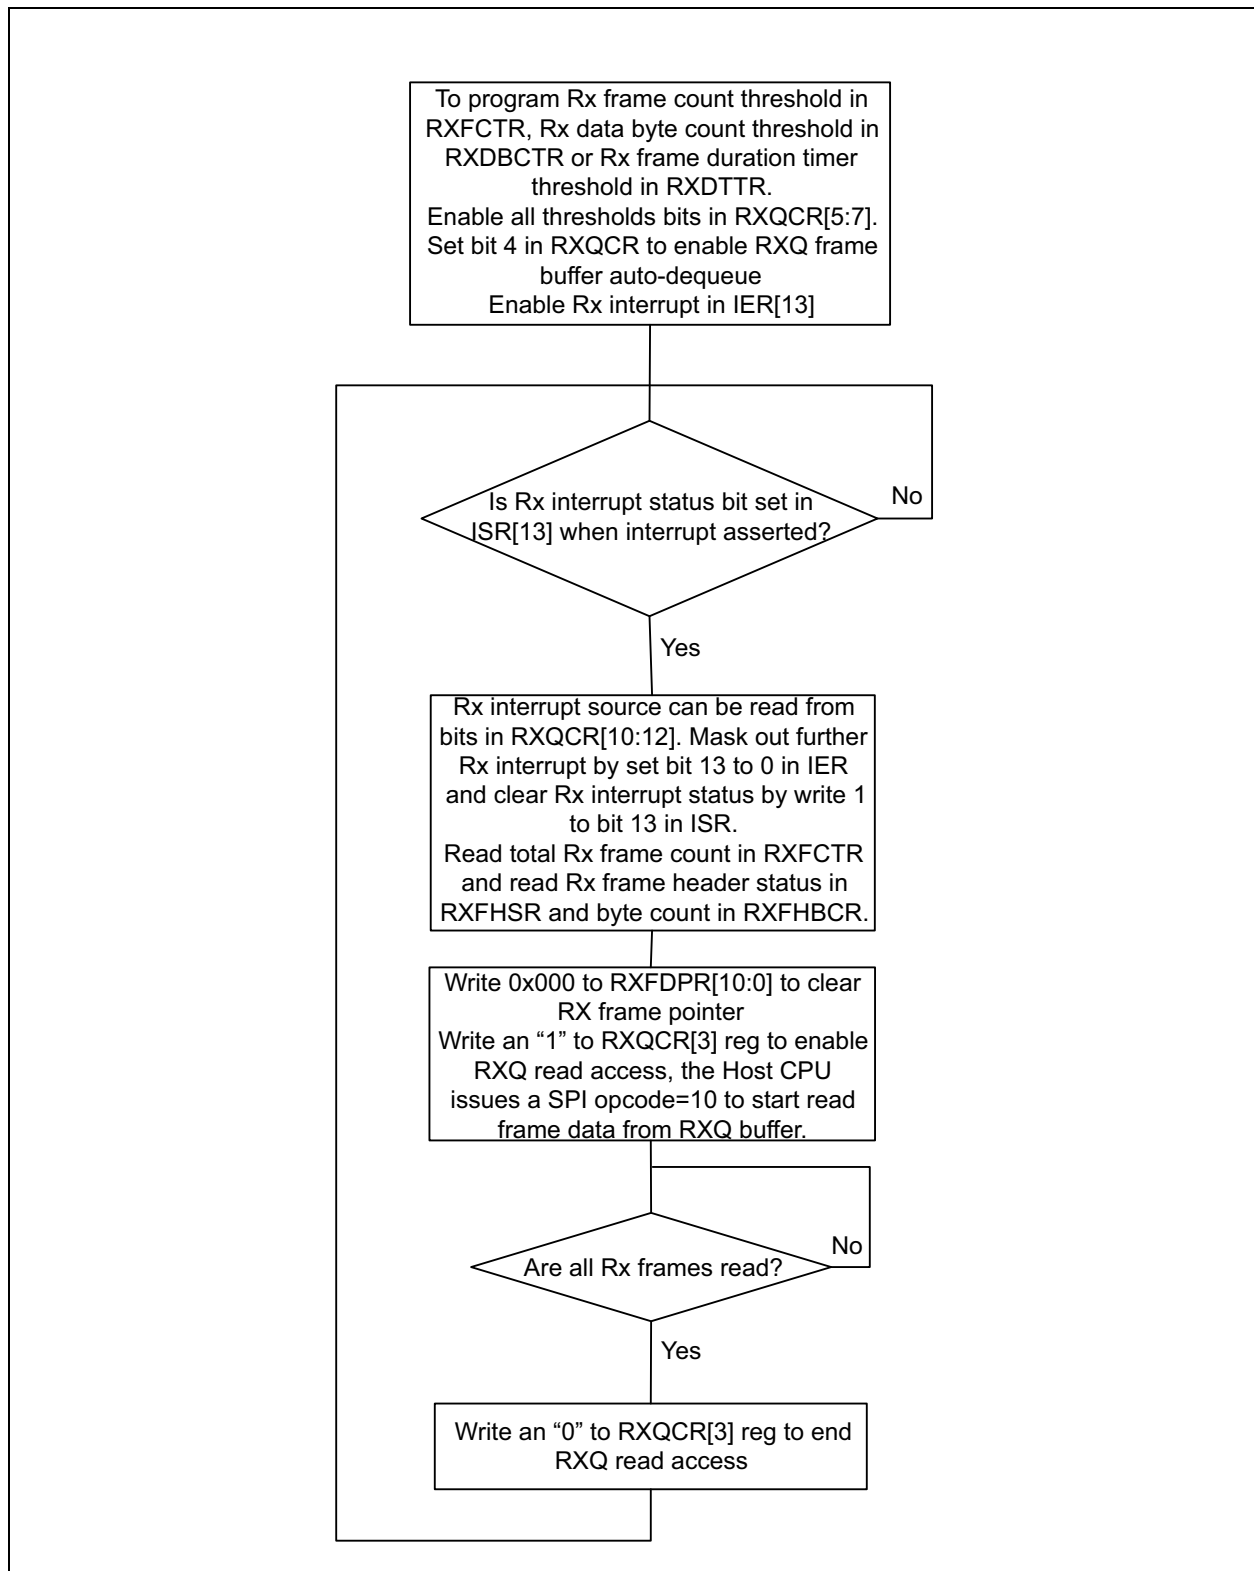 To program Rx frame count threshold in
RXFCTR, Rx data byte count threshold in
RXDBCTR or Rx frame duration timer
threshold in RXDTTR.
Enable all thresholds bits in RXQCR[5:7].
Set bit 4 in RXQCR to enable RXQ frame
buffer auto-dequeue
Enable Rx interrupt in IER[13]
Is Rx interrupt status bit set in
ISR[13] when interrupt asserted?
No
Yes
Rx interrupt source can be read from
bits in RXQCR[10:12]. Mask out further
Rx interrupt by set bit 13 to 0 in IER
and clear Rx interrupt status by write 1
to bit 13 in ISR.
Read total Rx frame count in RXFCTR
and read Rx frame header status in
RXFHSR and byte count in RXFHBCR.
Write 0x000 to RXFDPR[10:0] to clear
RX frame pointer
Write an “1” to RXQCR[3] reg to enable
RXQ read access, the Host CPU
issues a SPI opcode=10 to start read
frame data from RXQ buffer.
Are all Rx frames read?
No
Yes
Write an “0” to RXQCR[3] reg to end
RXQ read access